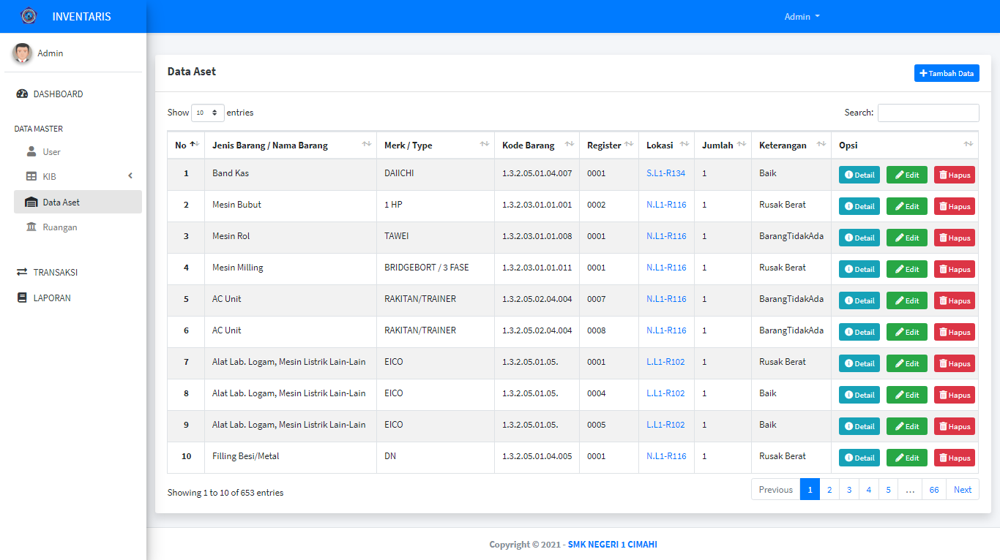 INVENTARIS
Admin
Admin
DASHBOARD
DATA MASTER
User
KIB
Data Aset
Ruangan
TRANSAKSI
LAPORAN
Data Aset
Tambah Data
Show 10 entries
Search:
No Jenis Barang / Nama Barang Merk / Type Kode Barang Register Lokasi Jumlah Keterangan Opsi
1 Band Kas DAIICHI 1.3.2.05.01.04.007 0001 S.L1-R134 1 Baik Detail Edit Hapus
2 Mesin Bubut 1 HP 1.3.2.03.01.01.001 0002 N.L1-R116 1 Rusak Berat Detail Edit Hapus
3 Mesin Rol TAWEI 1.3.2.03.01.01.008 0001 N.L1-R116 1 BarangTidakAda Detail Edit Hapus
4 Mesin Milling BRIDGEBORT / 3 FASE 1.3.2.03.01.01.011 0001 N.L1-R116 1 Rusak Berat Detail Edit Hapus
5 AC Unit RAKITAN/TRAINER 1.3.2.05.02.04.004 0007 N.L1-R116 1 BarangTidakAda Detail Edit Hapus
6 AC Unit RAKITAN/TRAINER 1.3.2.05.02.04.004 0008 N.L1-R116 1 BarangTidakAda Detail Edit Hapus
7 Alat Lab. Logam, Mesin Listrik Lain-Lain EICO 1.3.2.05.01.05. 0001 L.L1-R102 1 Rusak Berat Detail Edit Hapus
8 Alat Lab. Logam, Mesin Listrik Lain-Lain EICO 1.3.2.05.01.05. 0004 L.L1-R102 1 Baik Detail Edit Hapus
9 Alat Lab. Logam, Mesin Listrik Lain-Lain EICO 1.3.2.05.01.05. 0005 L.L1-R102 1 Baik Detail Edit Hapus
10 Filling Besi/Metal DN 1.3.2.05.01.04.005 0001 N.L1-R116 1 Rusak Berat Detail Edit Hapus
Showing 1 to 10 of 653 entries
Previous 1 2 3 4 5 … 66 Next
Copyright © 2021 - SMK NEGERI 1 CIMAHI